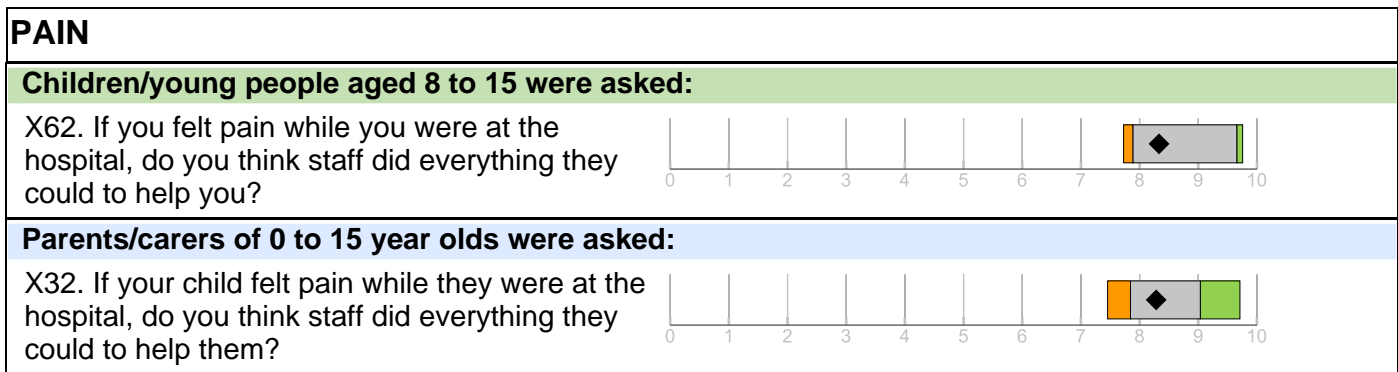 PAIN
Children/young people aged 8 to 15 were asked:
X62. If you felt pain while you were at the
hospital, do you think staff did everything they
could to help you?
0 1 2 3 4 5 6 7 8 9 10
Parents/carers of 0 to 15 year olds were asked:
X32. If your child felt pain while they were at the
hospital, do you think staff did everything they
could to help them?
0 1 2 3 4 5 6 7 8 9 10